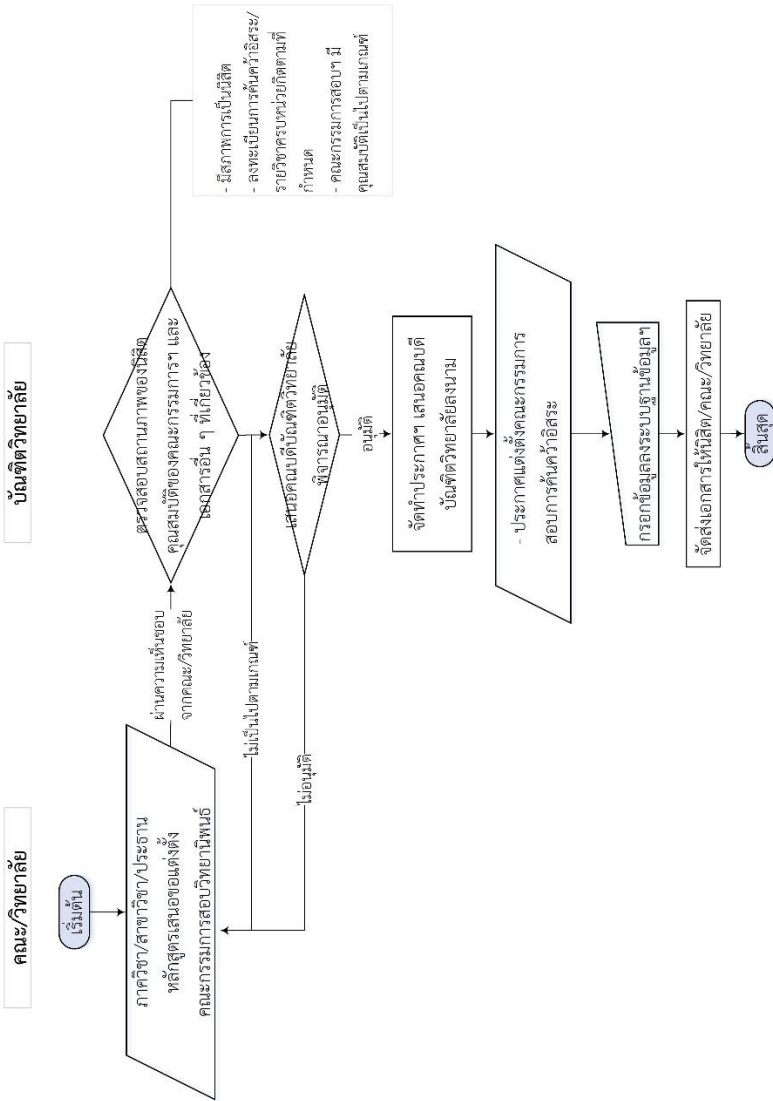 คณะ/วิทยาลัย
บัณฑิตวิทยาลัย
เริ่มต้น
ภาควิชา/สาขาวิชา/ประธาน
หลักสูตรเสนอขอแต่งตั้ง
คณะกรรมการสอบวิทยานิพนธ์
ผ่านความเห็นชอบ
จากคณะ/วิทยาลัย
ตรวจสอบสถานภาพของนิสิต
คุณสมบัติของคณะกรรมการฯ และ
เอกสารอื่น ๆ ที่เกี่ยวข้อง
- มีสภาพการเป็นนิสิต
- ลงทะเบียนการค้นคว้าอิสระ/
รายวิชาครบหน่วยกิตตามที่
กำหนด
- คณะกรรมการสอบฯ มี
คุณสมบัติเป็นไปตามเกณฑ์
ไม่เป็นไปตามเกณฑ์
เสนอคณบดีบัณฑิตวิทยาลัย
พิจารณาอนุมัติ
ไม่อนุมัติ
อนุมัติ
จัดทำประกาศฯ เสนอคณบดี
บัณฑิตวิทยาลัยลงนาม
- ประกาศแต่งตั้งคณะกรรมการ
สอบการค้นคว้าอิสระ
กรอกข้อมูลลงระบบฐานข้อมูลฯ
จัดส่งเอกสารให้นิสิต/คณะ/วิทยาลัย
สิ้นสุด